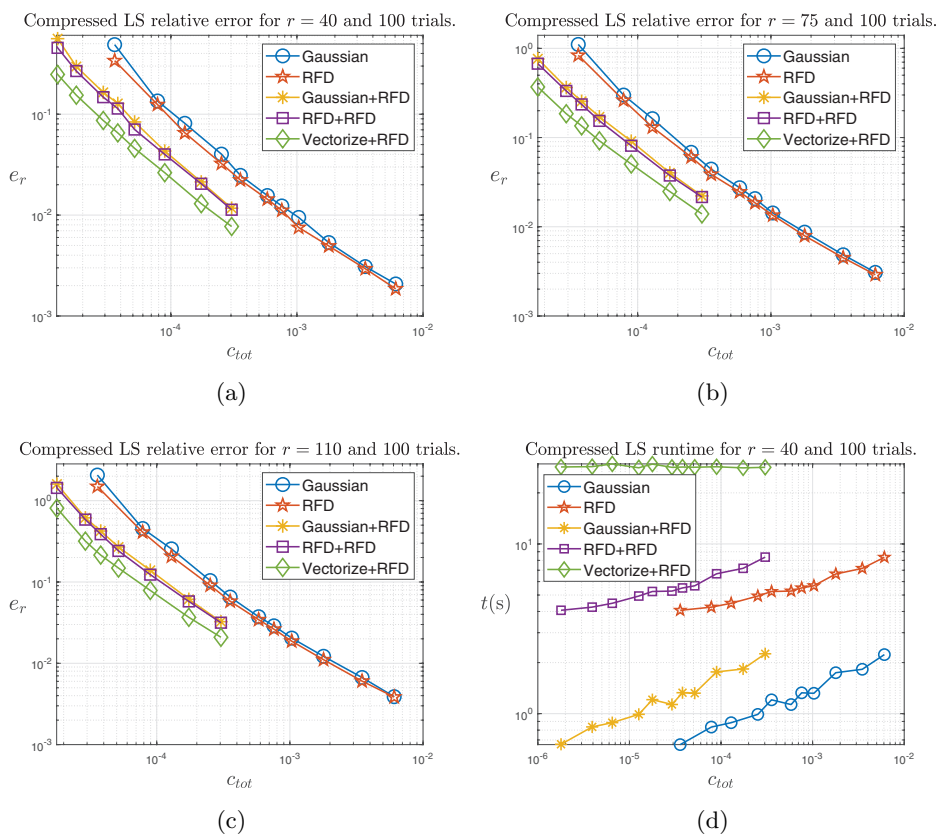 Compressed LS relative error for r = 40 and 100 trials.
Gaussian
RFD
Gaussian+RFD
RFD+RFD
Vectorize+RFD
10^-1
10^-2
10^-3
e_r
10^-4
10^-3
10^-2
c_tot
(a)
Compressed LS relative error for r = 75 and 100 trials.
Gaussian
RFD
Gaussian+RFD
RFD+RFD
Vectorize+RFD
10^0
10^-1
10^-2
10^-3
e_r
10^-4
10^-3
10^-2
c_tot
(b)
Compressed LS relative error for r = 110 and 100 trials.
Gaussian
RFD
Gaussian+RFD
RFD+RFD
Vectorize+RFD
10^0
10^-1
10^-2
10^-3
e_r
10^-4
10^-3
10^-2
c_tot
(c)
Compressed LS runtime for r = 40 and 100 trials.
Gaussian
RFD
Gaussian+RFD
RFD+RFD
Vectorize+RFD
10^1
10^0
t(s)
10^-6
10^-5
10^-4
10^-3
10^-2
c_tot
(d)